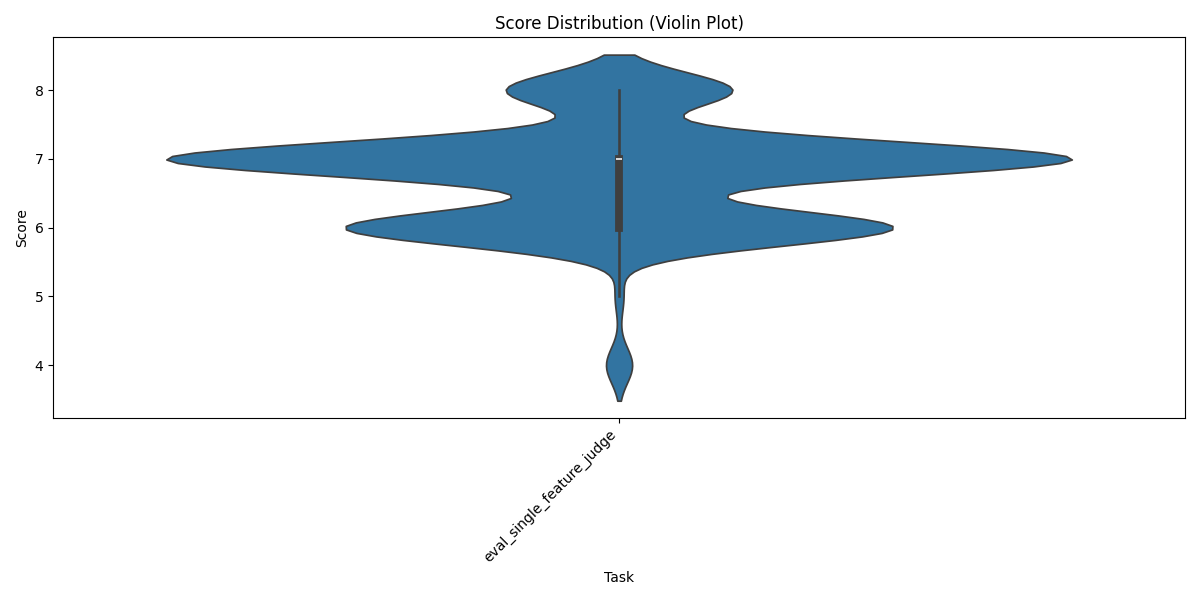 Score Distribution (Violin Plot)
8
7
6
5
4
Score
eval_single_feature_judge
Task